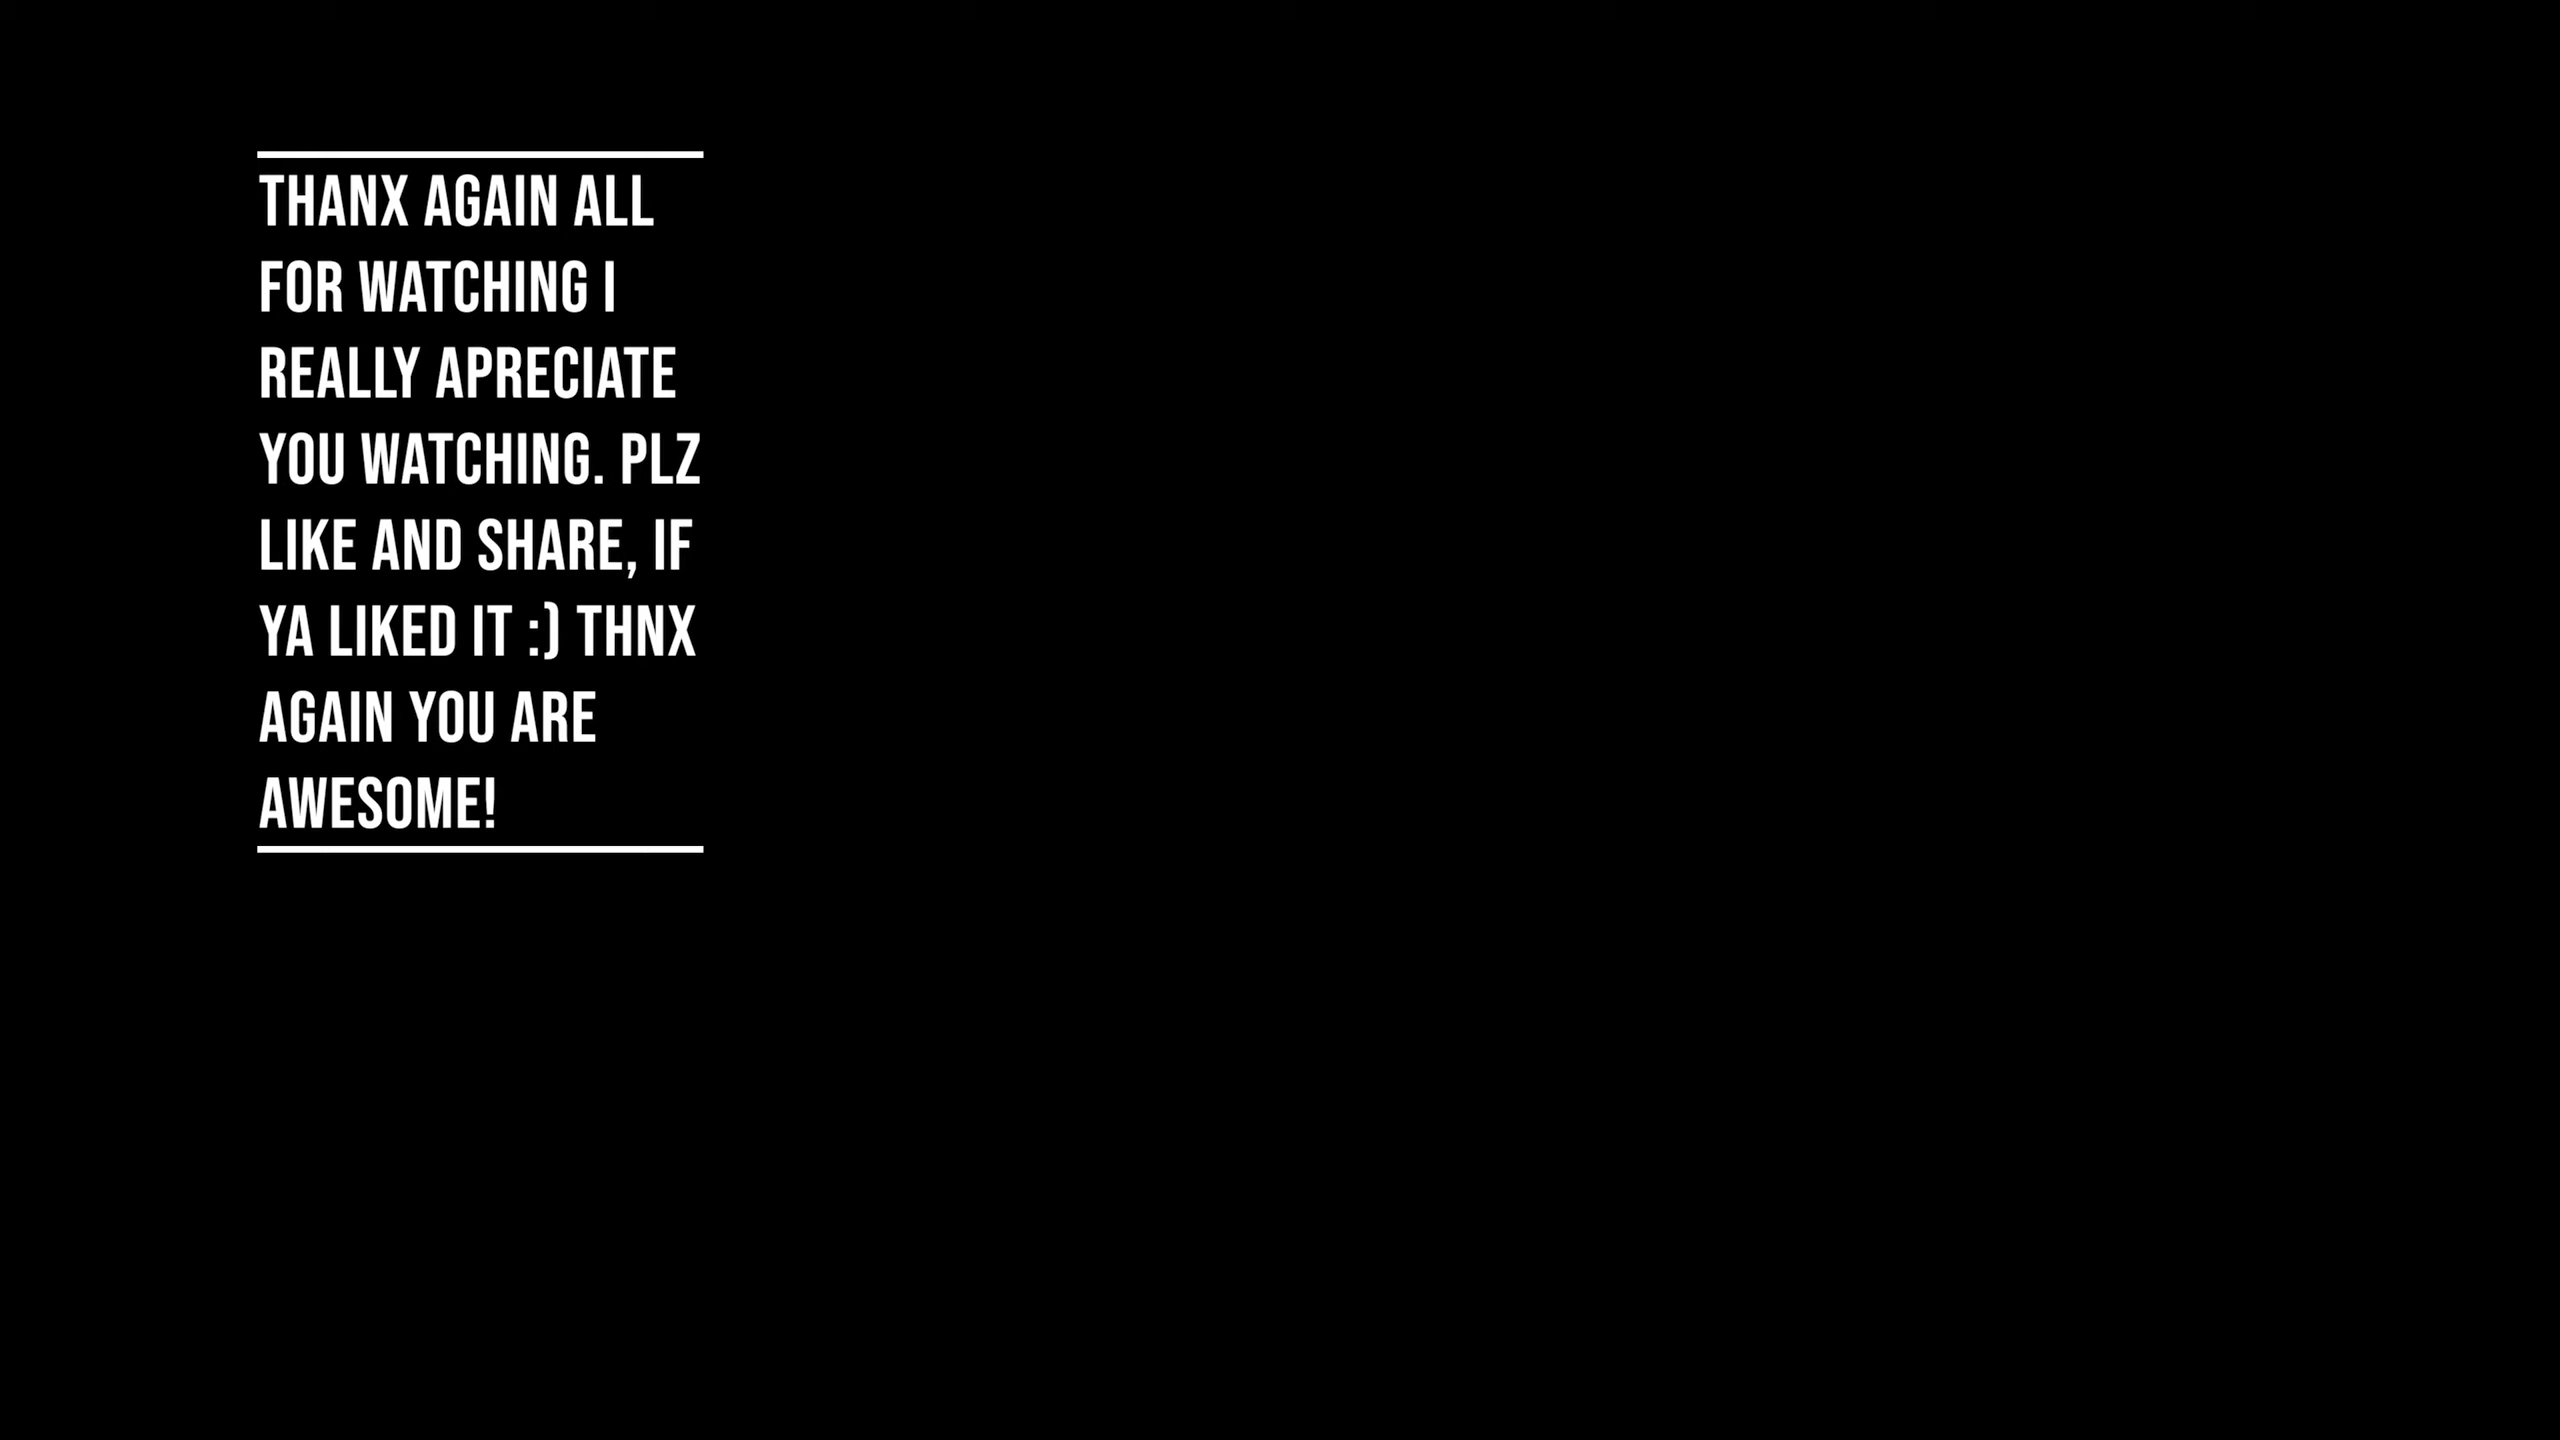 THANX AGAIN ALL
FOR WATCHING I
REALLY APRECIATE
YOU WATCHING. PLZ
LIKE AND SHARE, IF
YA LIKED IT :) THNX
AGAIN YOU ARE
AWESOME!